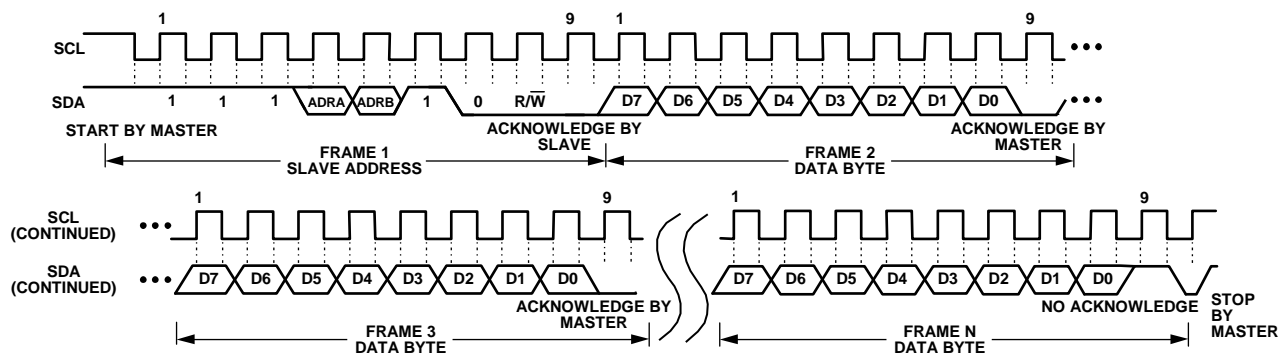 1 9 1 9
SCL
SDA 1 1 1 ADRA ADRB 1 0 R/W̅ D7 D6 D5 D4 D3 D2 D1 D0
START BY MASTER
ACKNOWLEDGE BY
SLAVE
ACKNOWLEDGE BY
MASTER
FRAME 1
SLAVE ADDRESS
FRAME 2
DATA BYTE
1 9 1 9
SCL
(CONTINUED)
SDA
(CONTINUED)
D7 D6 D5 D4 D3 D2 D1 D0
D7 D6 D5 D4 D3 D2 D1 D0
ACKNOWLEDGE BY
MASTER
NO ACKNOWLEDGE
STOP
BY
MASTER
FRAME 3
DATA BYTE
FRAME N
DATA BYTE